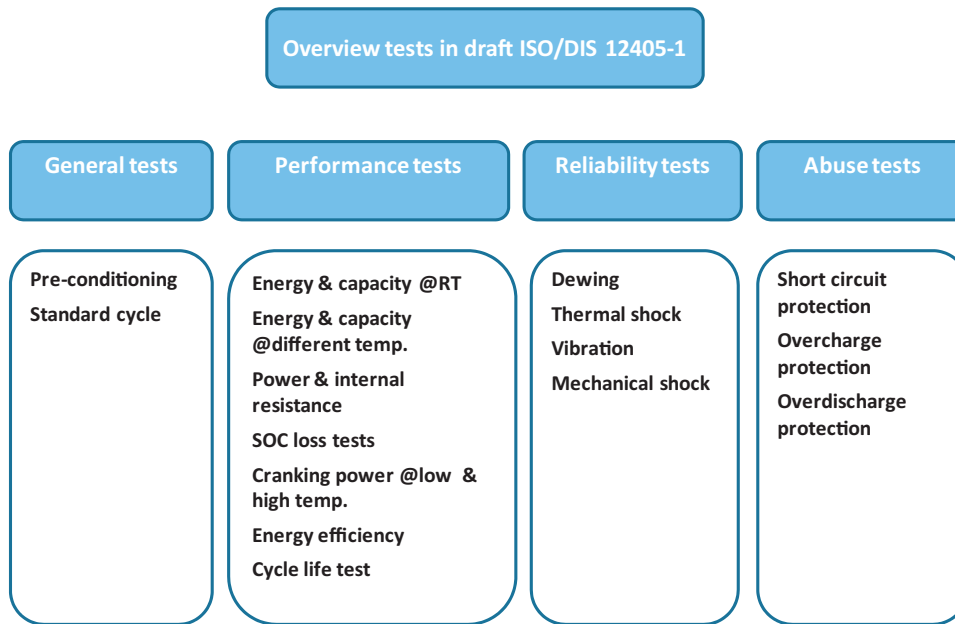 Overview tests in draft ISO/DIS 12405-1
General tests
Performance tests
Reliability tests
Abuse tests
Pre-conditioning
Standard cycle
Energy & capacity @RT
Energy & capacity
@different temp.
Power & internal
resistance
SOC loss tests
Cranking power @low & 
high temp.
Energy efficiency
Cycle life test
Dewing
Thermal shock
Vibration
Mechanical shock
Short circuit
protection
Overcharge
protection
Overdischarge
protection